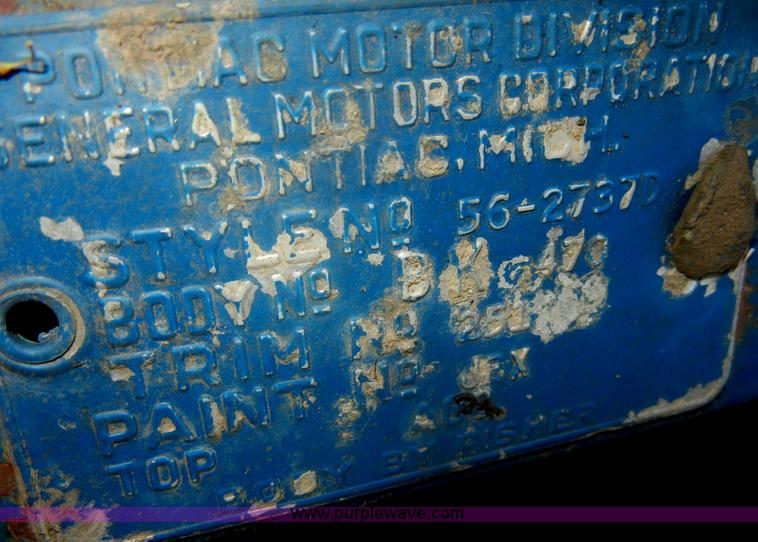 PONTIAC MOTOR DIVISION
GENERAL MOTORS CORPORATION
PONTIAC, MICH.
STYLE NO 56-2737D
BODY NO B 479
TRIM NO
PAINT NO
TOP
BODY BY FISHER
www.purplewave.com